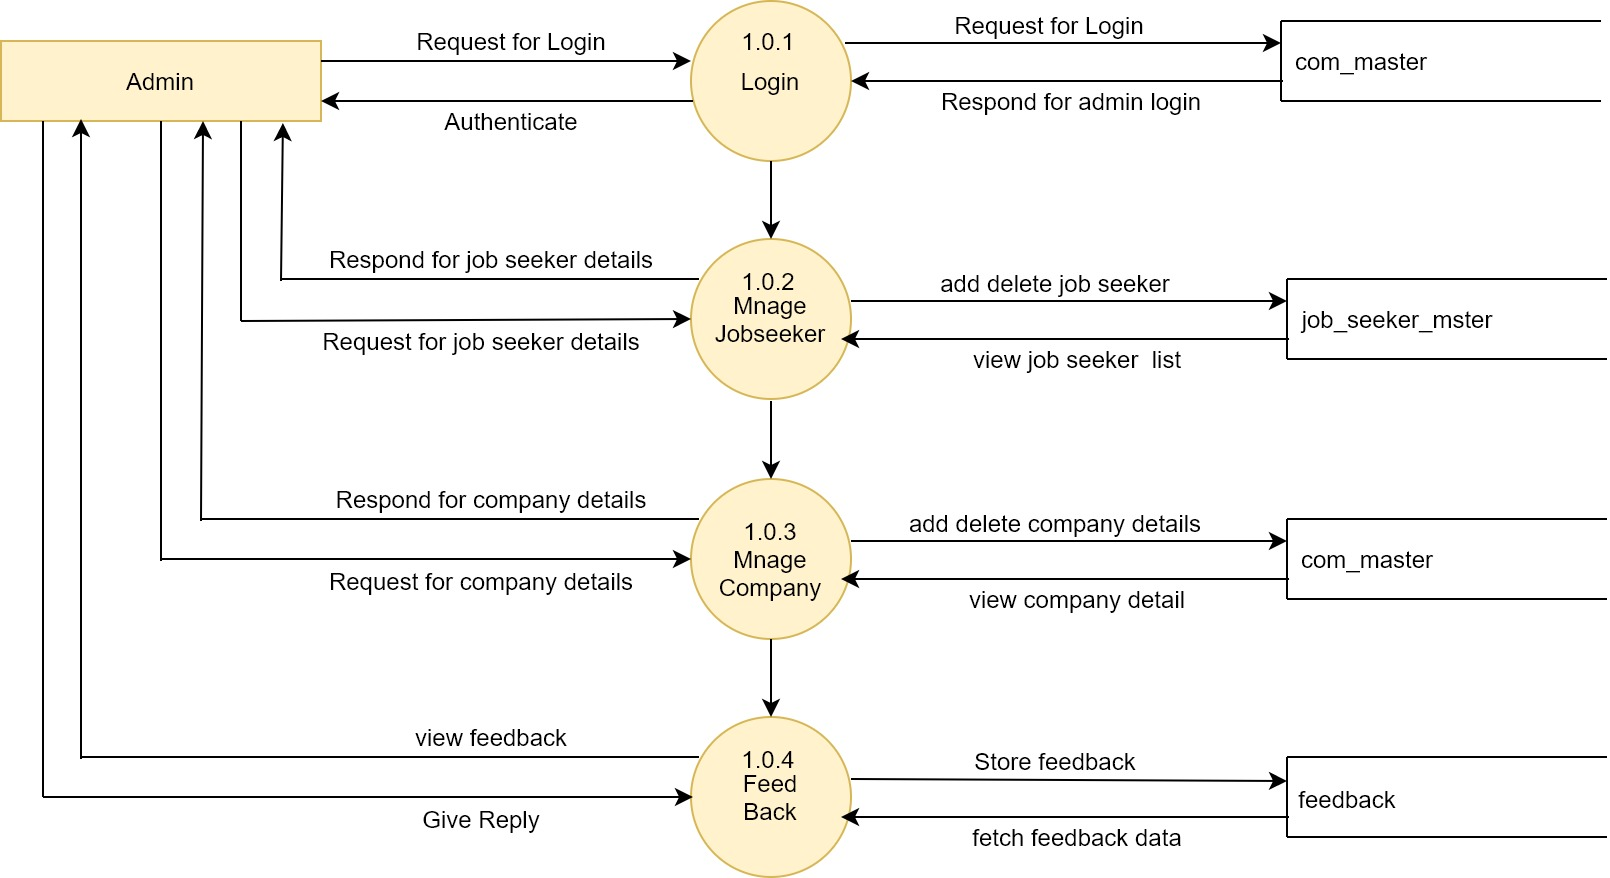 Request for Login
1.0.1
Request for Login
Admin
Login
com_master
Authenticate
Respond for admin login
Respond for job seeker details
1.0.2
Mnage
Jobseeker
add delete job seeker
job_seeker_mster
Request for job seeker details
view job seeker  list
Respond for company details
1.0.3
Mnage
Company
add delete company details
com_master
Request for company details
view company detail
view feedback
1.0.4
Feed
Back
Store feedback
feedback
Give Reply
fetch feedback data